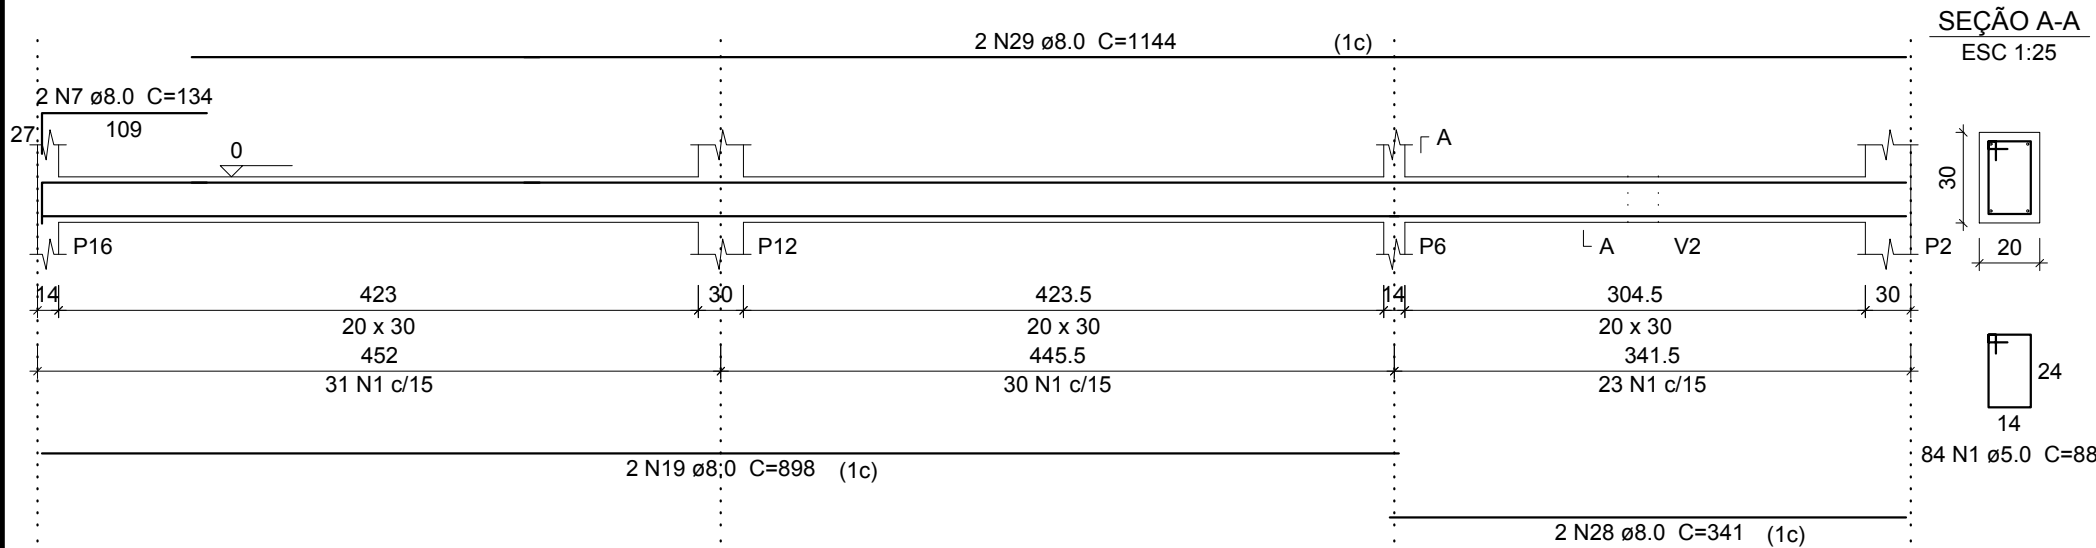 SEÇÃO A-A
ESC 1:25
2 N29 ø8.0 C=1144 (1c)
2 N7 ø8.0 C=134
109
27
0
A
30
20
P16
P12
P6
A
V2
P2
14 423 30 423.5 14 304.5 30
20 x 30 20 x 30 20 x 30
452 445.5 341.5
31 N1 c/15 30 N1 c/15 23 N1 c/15
24
14
84 N1 ø5.0 C=88
2 N19 ø8.0 C=898 (1c)
2 N28 ø8.0 C=341 (1c)